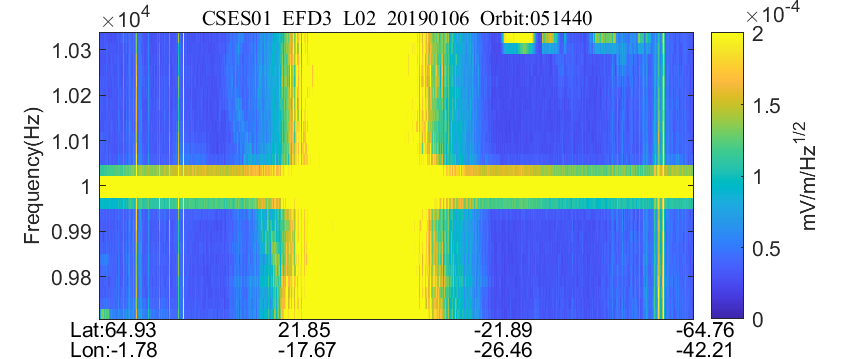 ×10⁴ CSES01 EFD3 L02 20190106 Orbit:051440 ×10⁻⁴
1.03
1.02
1.01
1
0.99
0.98
Frequency(Hz)
2
1.5
1
0.5
0
mV/m/Hz^1/2
Lat:64.93 21.85 -21.89 -64.76
Lon:-1.78 -17.67 -26.46 -42.21